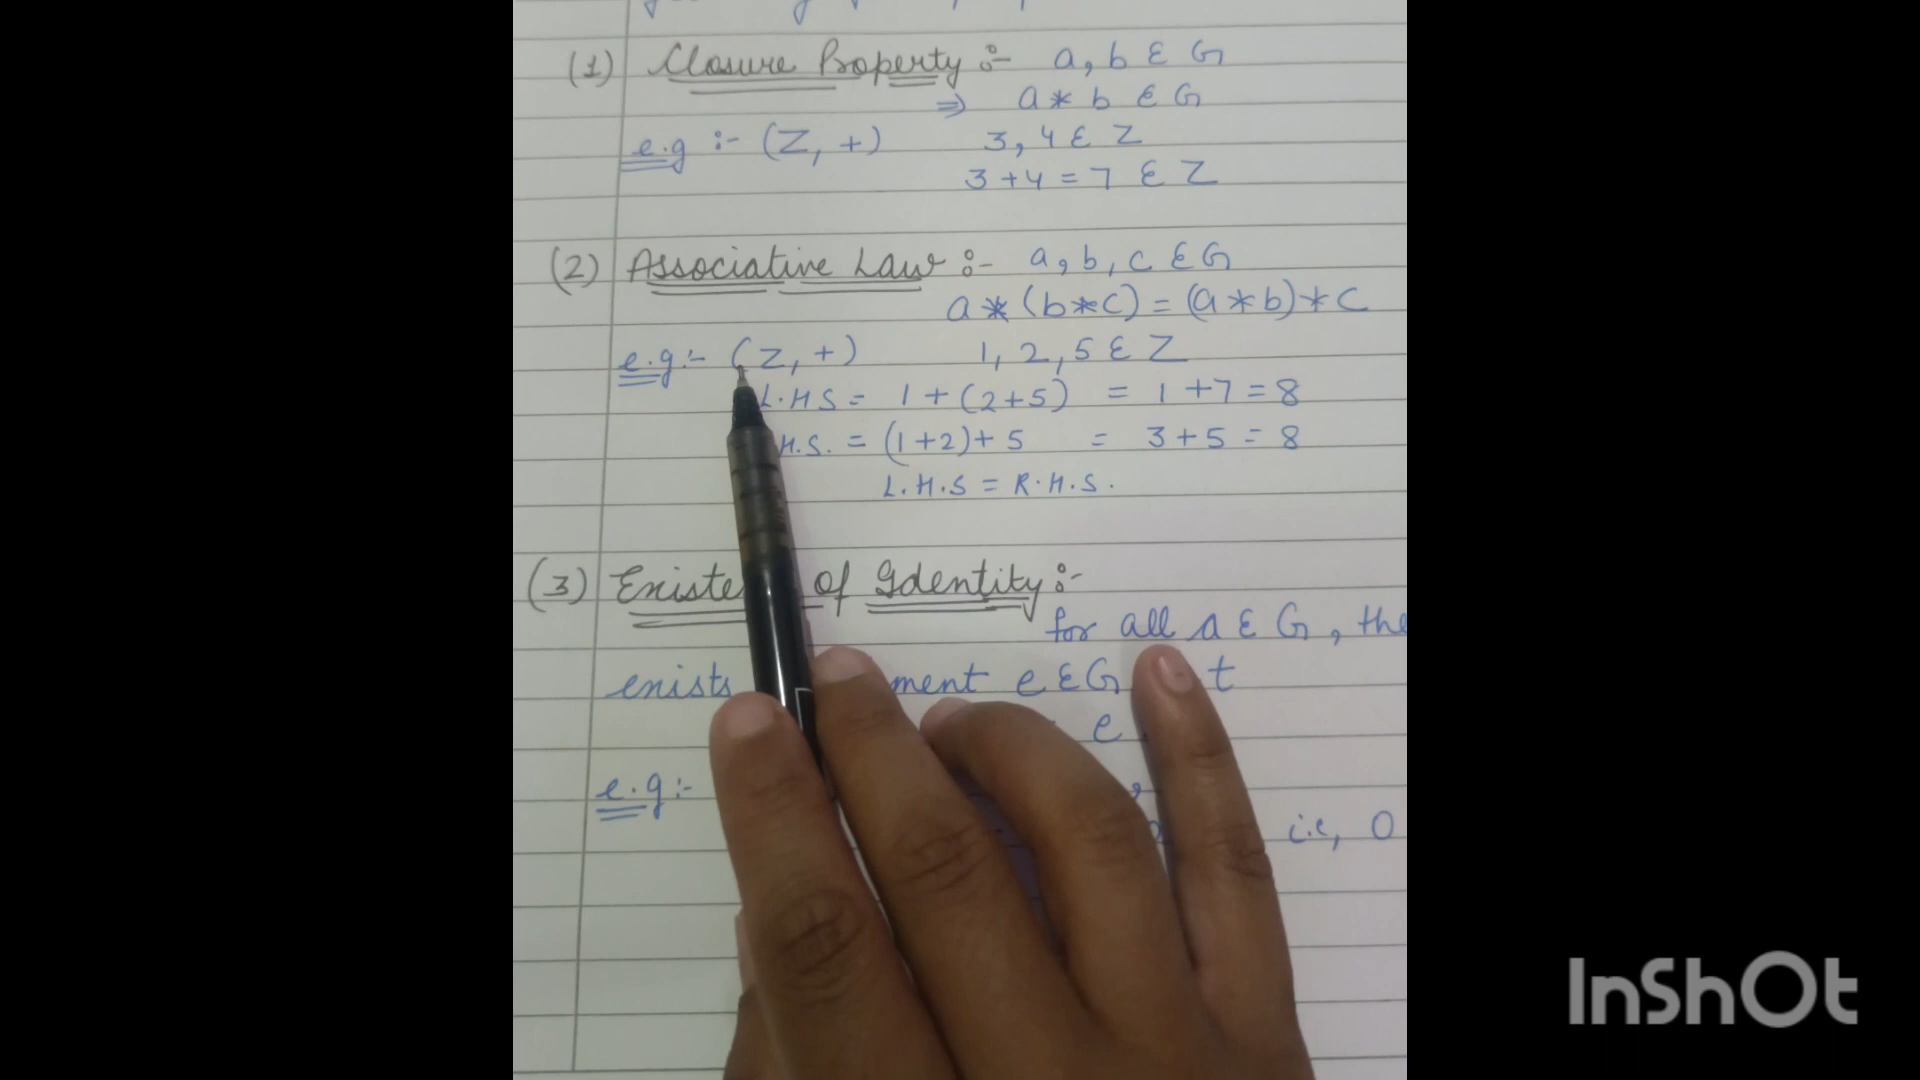 (1) Closure Property :- a, b ∈ G
⇒ a * b ∈ G
e.g :- (Z, +) 3, 4 ∈ Z
3 + 4 = 7 ∈ Z
(2) Associative Law :- a, b, c ∈ G
a * (b * c) = (a * b) * c
e.g :- (Z, +) 1, 2, 5 ∈ Z
L.H.S = 1 + (2+5) = 1 + 7 = 8
H.S. = (1+2) + 5 = 3 + 5 = 8
L.H.S = R.H.S.
(3) Existe of Identity :-
for all a ∈ G, the
exists ment e ∈ G t
e
e.g :- ,
i.e, 0
InShOt